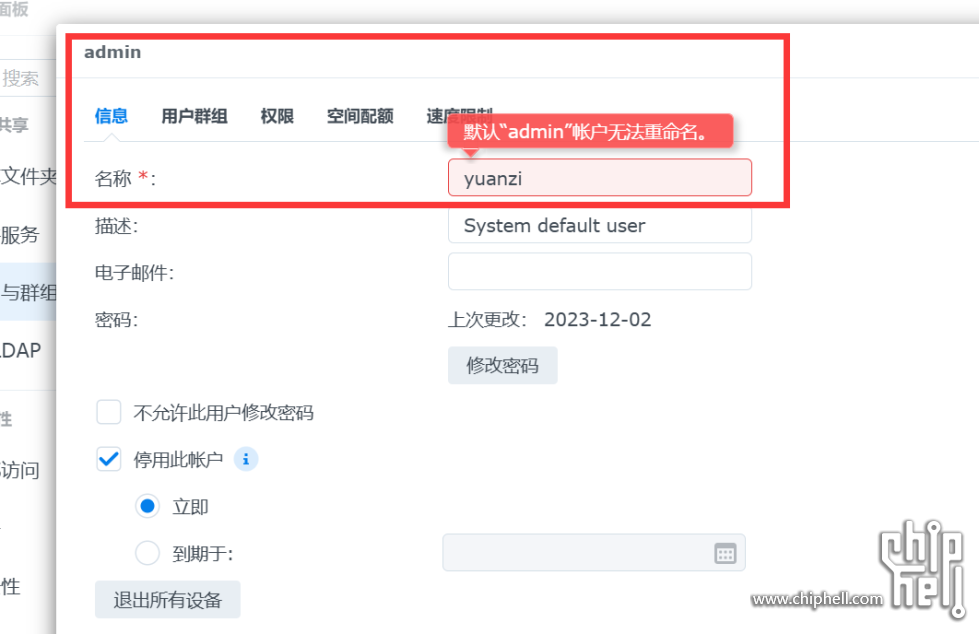 面板
admin
搜索
信息 用户群组 权限 空间配额 速度限制
共享
默认“admin”帐户无法重命名。
文件夹
名称 *: yuanzi
描述: System default user
服务
电子邮件:
与群组
密码: 上次更改: 2023-12-02
DAP
修改密码
不允许此用户修改密码
性
停用此帐户
访问
立即
到期于:
性
退出所有设备
chip hell
www.chiphell.com